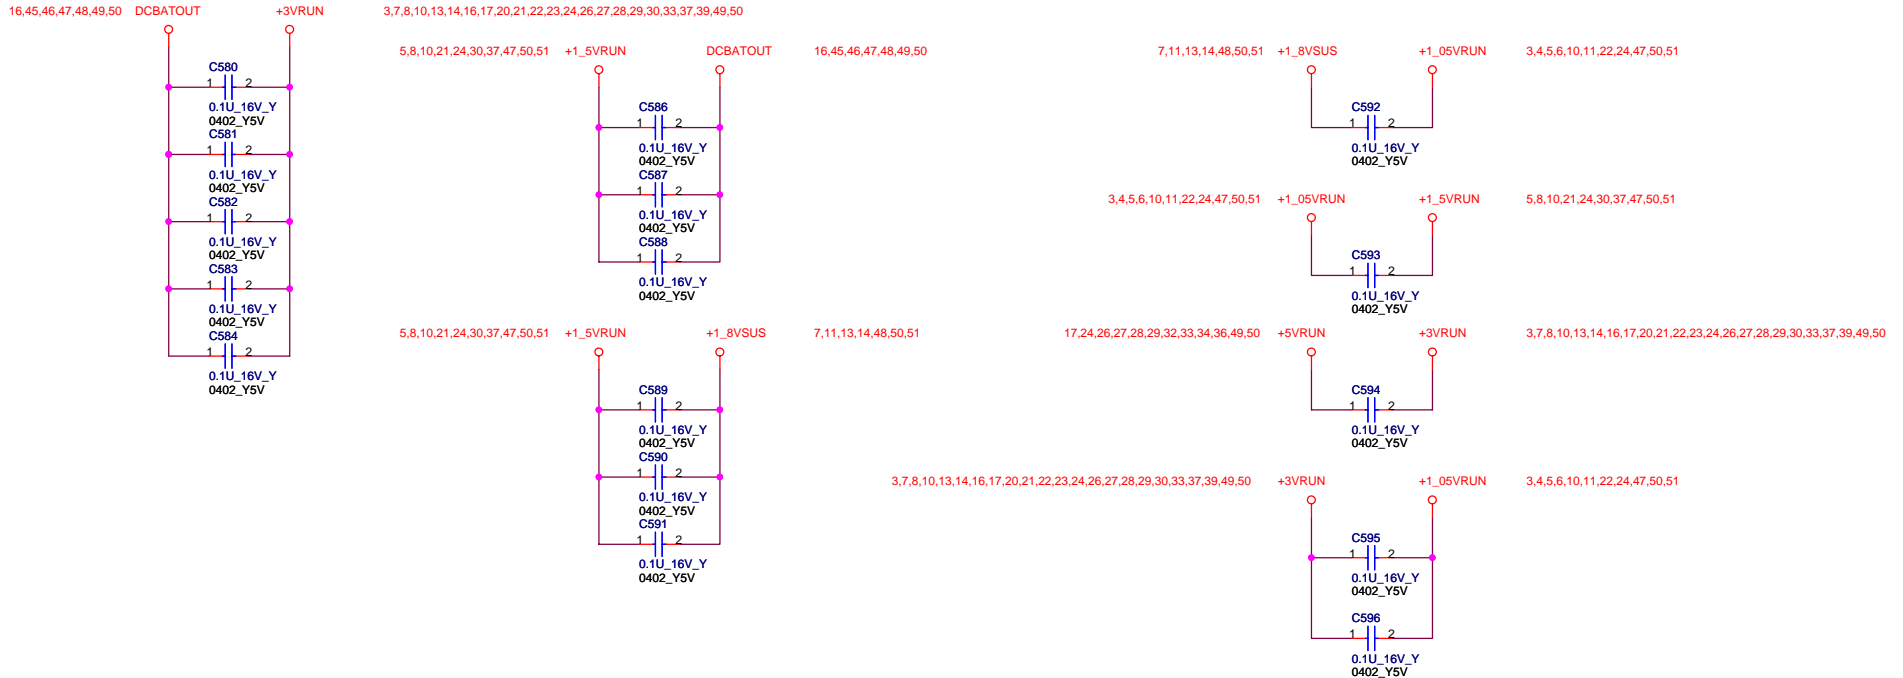 16,45,46,47,48,49,50 DCBATOUT +3VRUN 3,7,8,10,13,14,16,17,20,21,22,23,24,26,27,28,29,30,33,37,39,49,50
C580
1 2
0.1U_16V_Y
0402_Y5V
C581
1 2
0.1U_16V_Y
0402_Y5V
C582
1 2
0.1U_16V_Y
0402_Y5V
C583
1 2
0.1U_16V_Y
0402_Y5V
C584
1 2
0.1U_16V_Y
0402_Y5V
5,8,10,21,24,30,37,47,50,51 +1_5VRUN DCBATOUT 16,45,46,47,48,49,50
C586
1 2
0.1U_16V_Y
0402_Y5V
C587
1 2
0.1U_16V_Y
0402_Y5V
C588
1 2
0.1U_16V_Y
0402_Y5V
5,8,10,21,24,30,37,47,50,51 +1_5VRUN +1_8VSUS 7,11,13,14,48,50,51
C589
1 2
0.1U_16V_Y
0402_Y5V
C590
1 2
0.1U_16V_Y
0402_Y5V
C591
1 2
0.1U_16V_Y
0402_Y5V
7,11,13,14,48,50,51 +1_8VSUS +1_05VRUN 3,4,5,6,10,11,22,24,47,50,51
C592
1 2
0.1U_16V_Y
0402_Y5V
3,4,5,6,10,11,22,24,47,50,51 +1_05VRUN +1_5VRUN 5,8,10,21,24,30,37,47,50,51
C593
1 2
0.1U_16V_Y
0402_Y5V
17,24,26,27,28,29,32,33,34,36,49,50 +5VRUN +3VRUN 3,7,8,10,13,14,16,17,20,21,22,23,24,26,27,28,29,30,33,37,39,49,50
C594
1 2
0.1U_16V_Y
0402_Y5V
3,7,8,10,13,14,16,17,20,21,22,23,24,26,27,28,29,30,33,37,39,49,50 +3VRUN +1_05VRUN 3,4,5,6,10,11,22,24,47,50,51
C595
1 2
0.1U_16V_Y
0402_Y5V
C596
1 2
0.1U_16V_Y
0402_Y5V